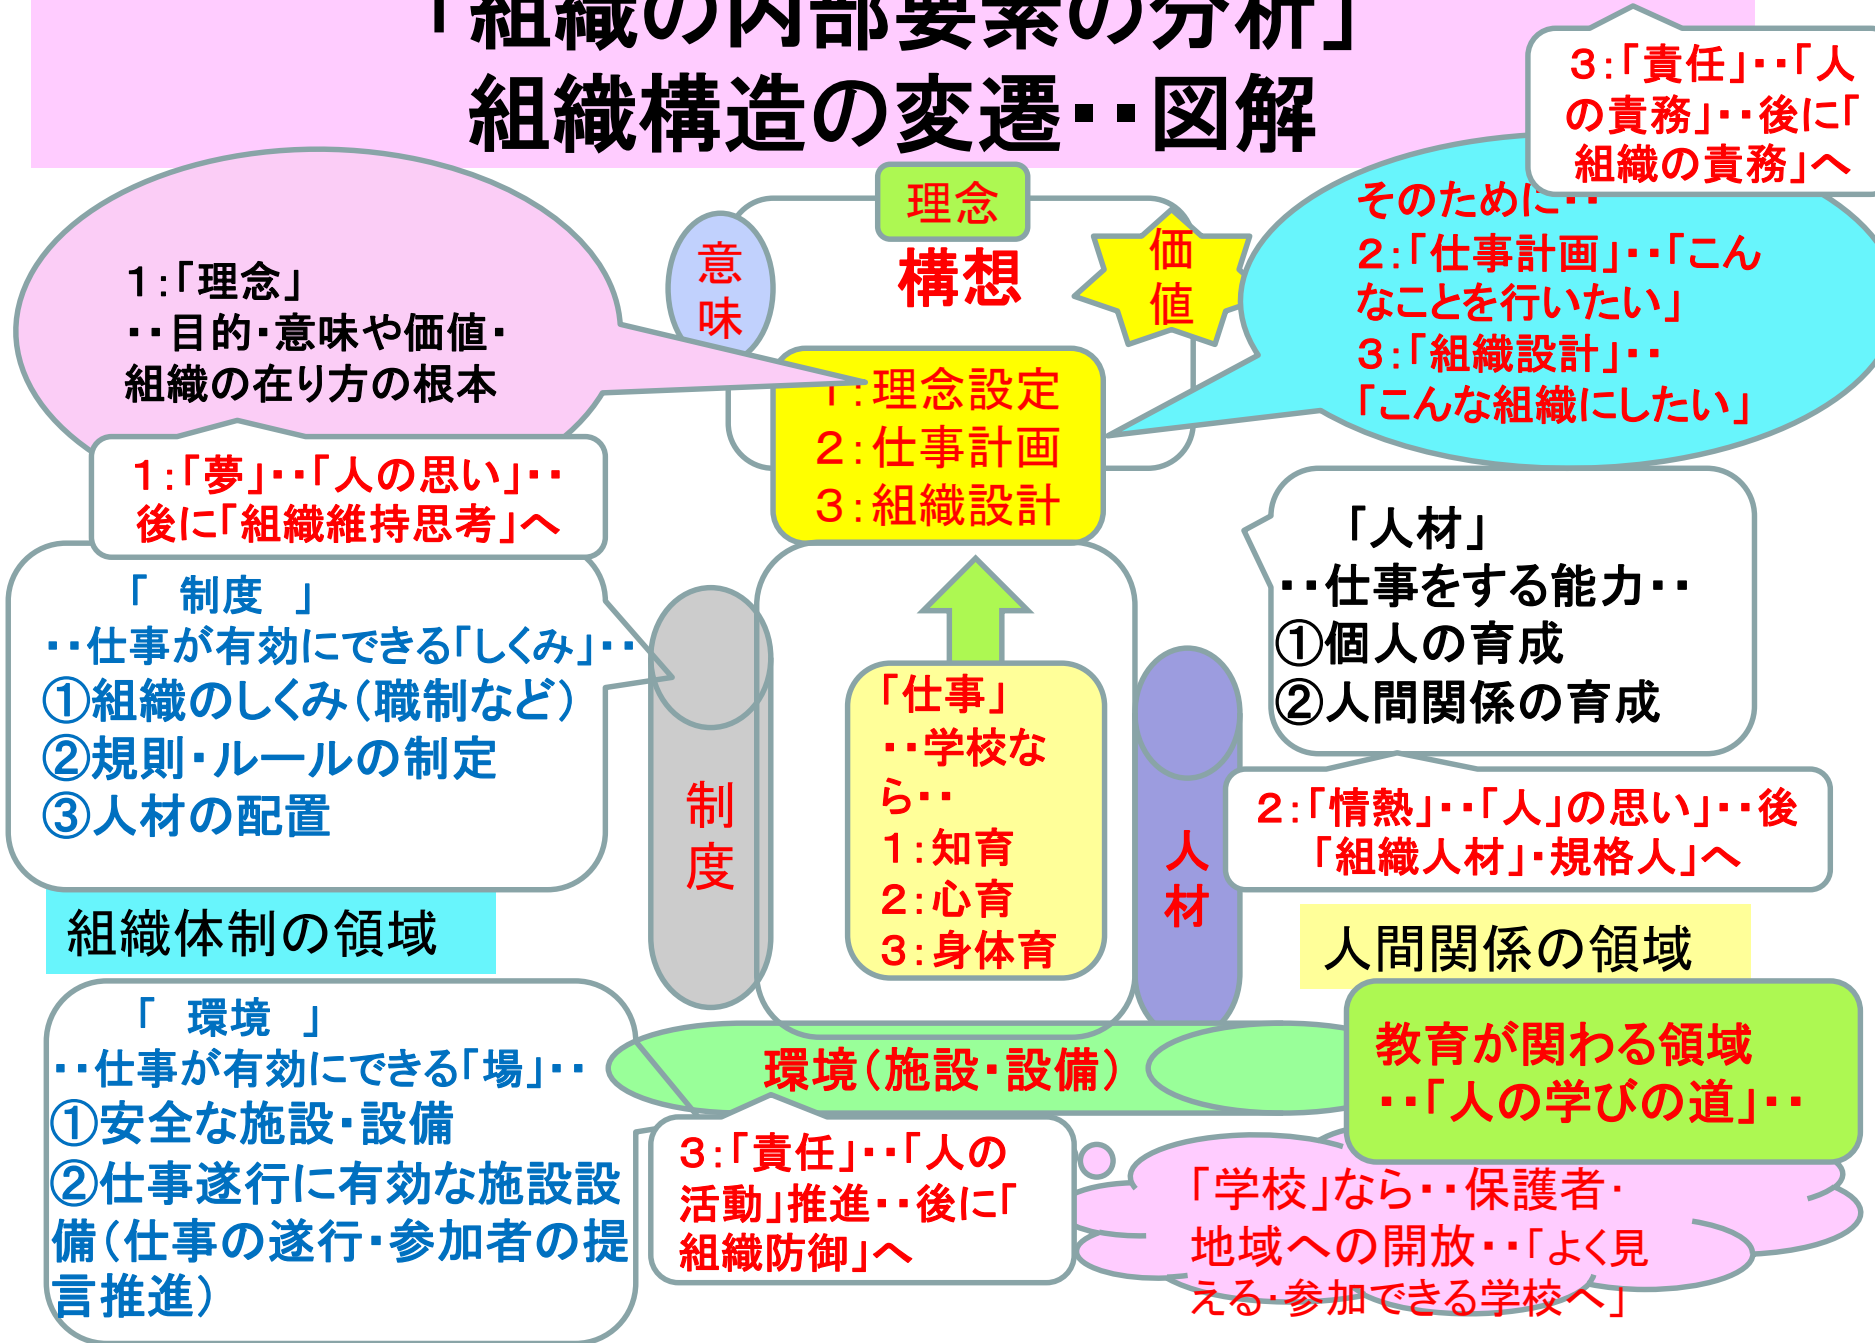 「組織の内部要素の分析」
組織構造の変遷・・図解
3:「責任」・・「人
の責務」・・後に「
組織の責務」へ
理念
構想
意
味
価
値
1:「理念」
・・目的・意味や価値・
組織の在り方の根本
そのために・・
2:「仕事計画」・・「こん
なことを行いたい」
3:「組織設計」・・
「こんな組織にしたい」
1:理念設定
2:仕事計画
3:組織設計
1:「夢」・・「人の思い」・・
後に「組織維持思考」へ
「 制度 」
・・仕事が有効にできる「しくみ」・・
①組織のしくみ(職制など)
②規則・ルールの制定
③人材の配置
制
度
「仕事」
・・学校な
ら・・
1:知育
2:心育
3:身体育
人
材
「人材」
・・仕事をする能力・・
①個人の育成
②人間関係の育成
2:「情熱」・・「人」の思い」・・後
「組織人材」・規格人」へ
組織体制の領域
人間関係の領域
「 環境 」
・・仕事が有効にできる「場」・・
①安全な施設・設備
②仕事遂行に有効な施設設
備(仕事の遂行・参加者の提
言推進)
環境(施設・設備)
3:「責任」・・「人の
活動」推進・・後に「
組織防御」へ
教育が関わる領域
・・「人の学びの道」・・
「学校」なら・・保護者・
地域への開放・・「よく見
える・参加できる学校へ」